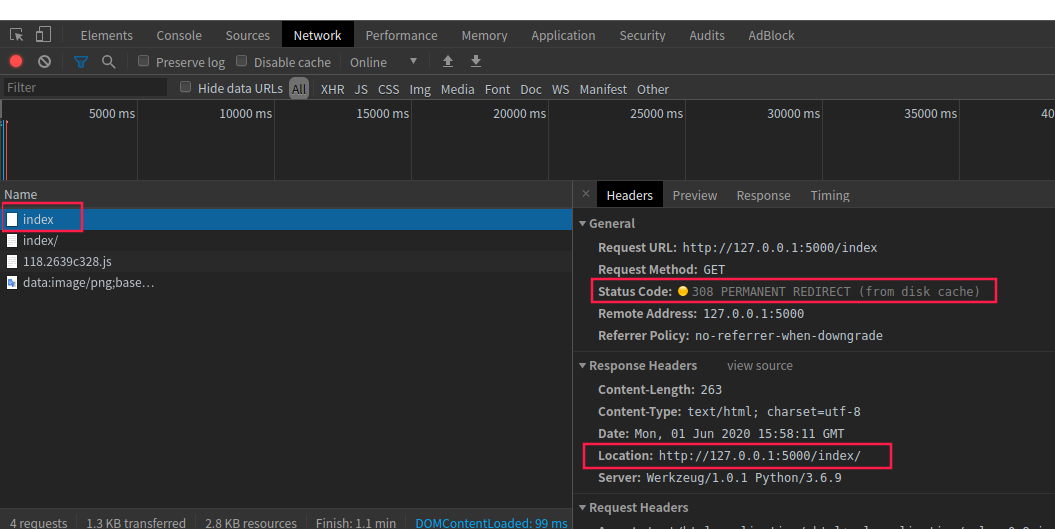 Elements Console Sources Network Performance Memory Application Security Audits AdBlock
Preserve log Disable cache Online
Filter Hide data URLs All XHR JS CSS Img Media Font Doc WS Manifest Other
5000 ms 10000 ms 15000 ms 20000 ms 25000 ms 30000 ms 35000 ms 40
Name
index
index/
118.2639c328.js
data:image/png;base…
× Headers Preview Response Timing
General
Request URL: http://127.0.0.1:5000/index
Request Method: GET
Status Code: 308 PERMANENT REDIRECT (from disk cache)
Remote Address: 127.0.0.1:5000
Referrer Policy: no-referrer-when-downgrade
Response Headers view source
Content-Length: 263
Content-Type: text/html; charset=utf-8
Date: Mon, 01 Jun 2020 15:58:11 GMT
Location: http://127.0.0.1:5000/index/
Server: Werkzeug/1.0.1 Python/3.6.9
Request Headers
4 requests 1.3 KB transferred 2.8 KB resources Finish: 1.1 min DOMContentLoaded: 99 ms